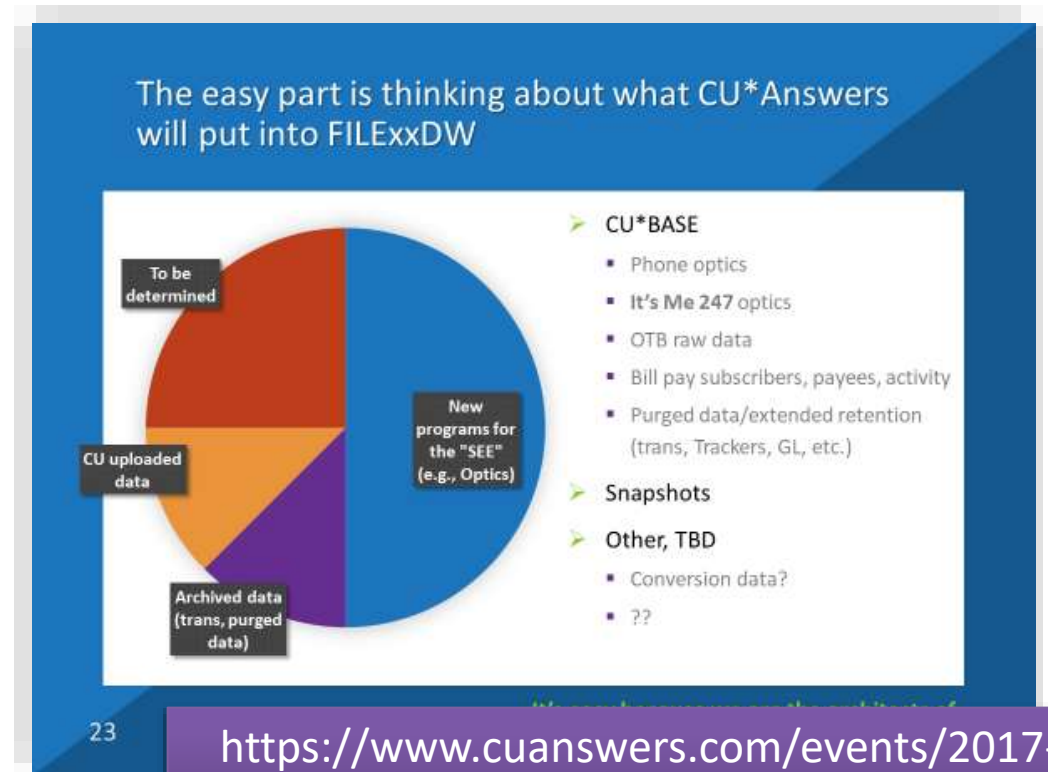 The easy part is thinking about what CU*Answers
will put into FILExxDW
To be
determined
CU uploaded
data
Archived data
(trans, purged
data)
New
programs for
the "SEE"
(e.g., Optics)
➢ CU*BASE
▪ Phone optics
▪ It's Me 247 optics
▪ OTB raw data
▪ Bill pay subscribers, payees, activity
▪ Purged data/extended retention
(trans, Trackers, GL, etc.)
➢ Snapshots
➢ Other, TBD
▪ Conversion data?
▪ ??
23
https://www.cuanswers.com/events/2017-